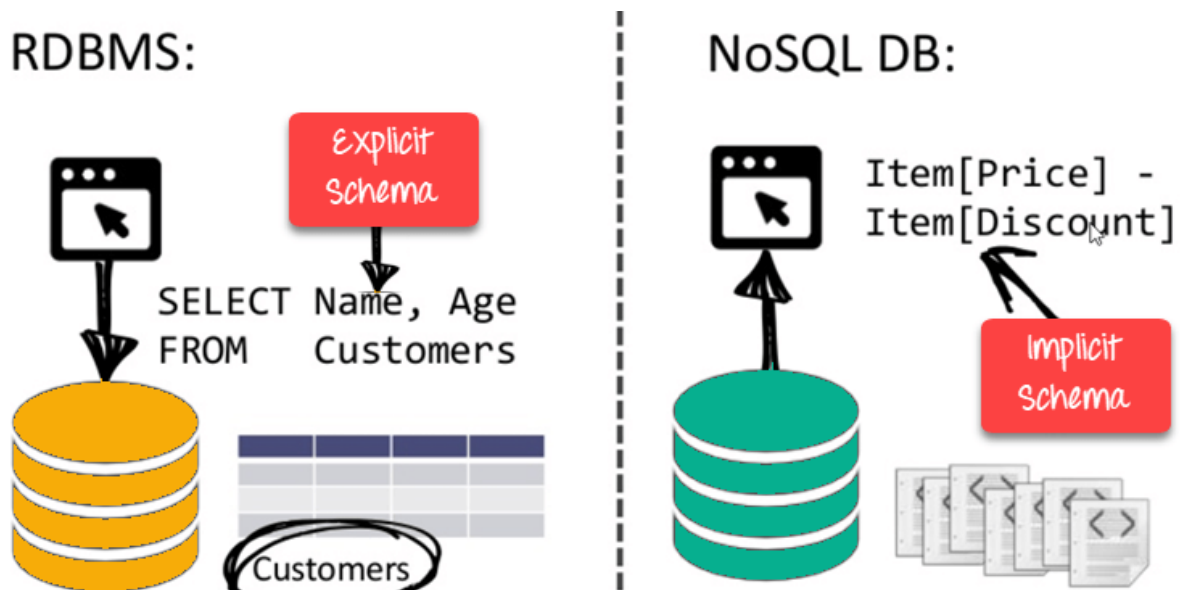 RDBMS:
Explicit
Schema
SELECT Name, Age
FROM Customers
Customers
NoSQL DB:
Item[Price] -
Item[Discount]
Implicit
Schema